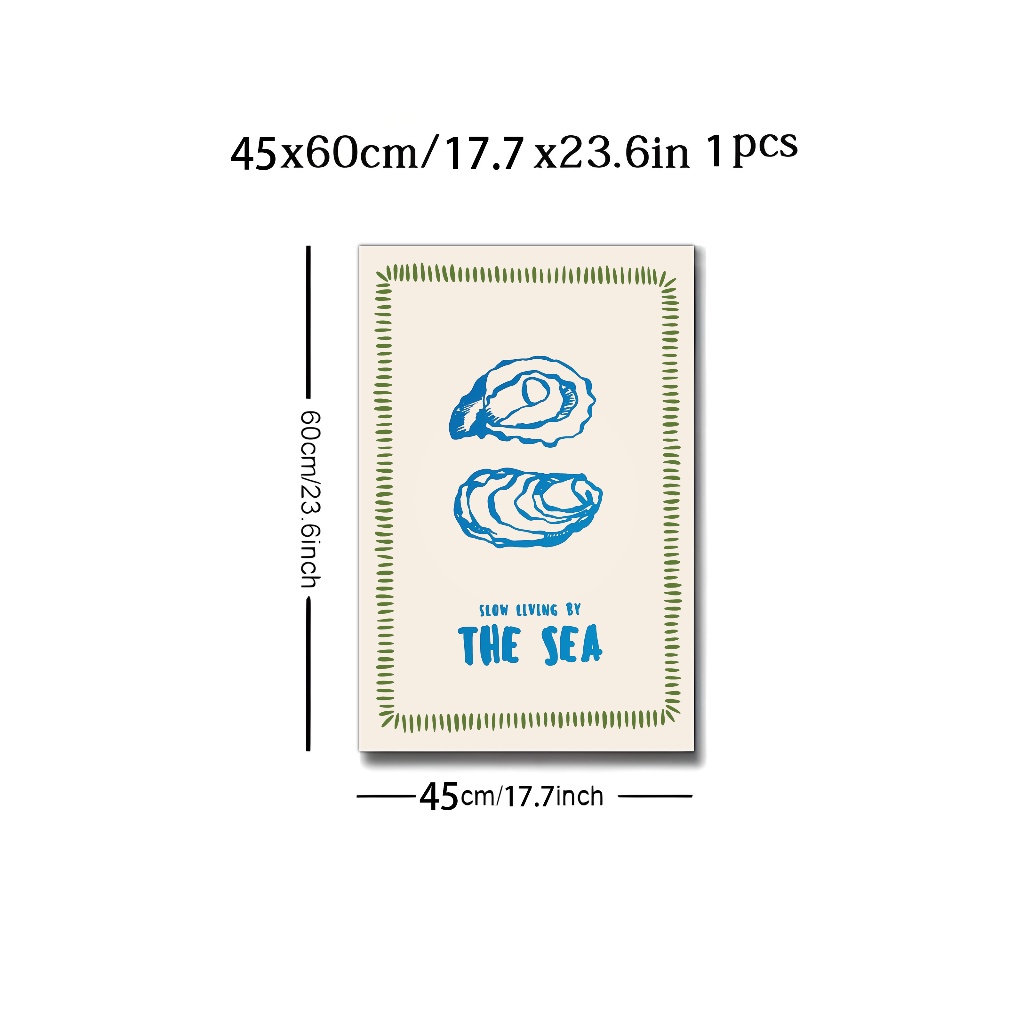 45x60cm/17.7 x23.6in 1pcs
60cm/23.6inch
SLOW LIVING BY
THE SEA
45cm/17.7inch